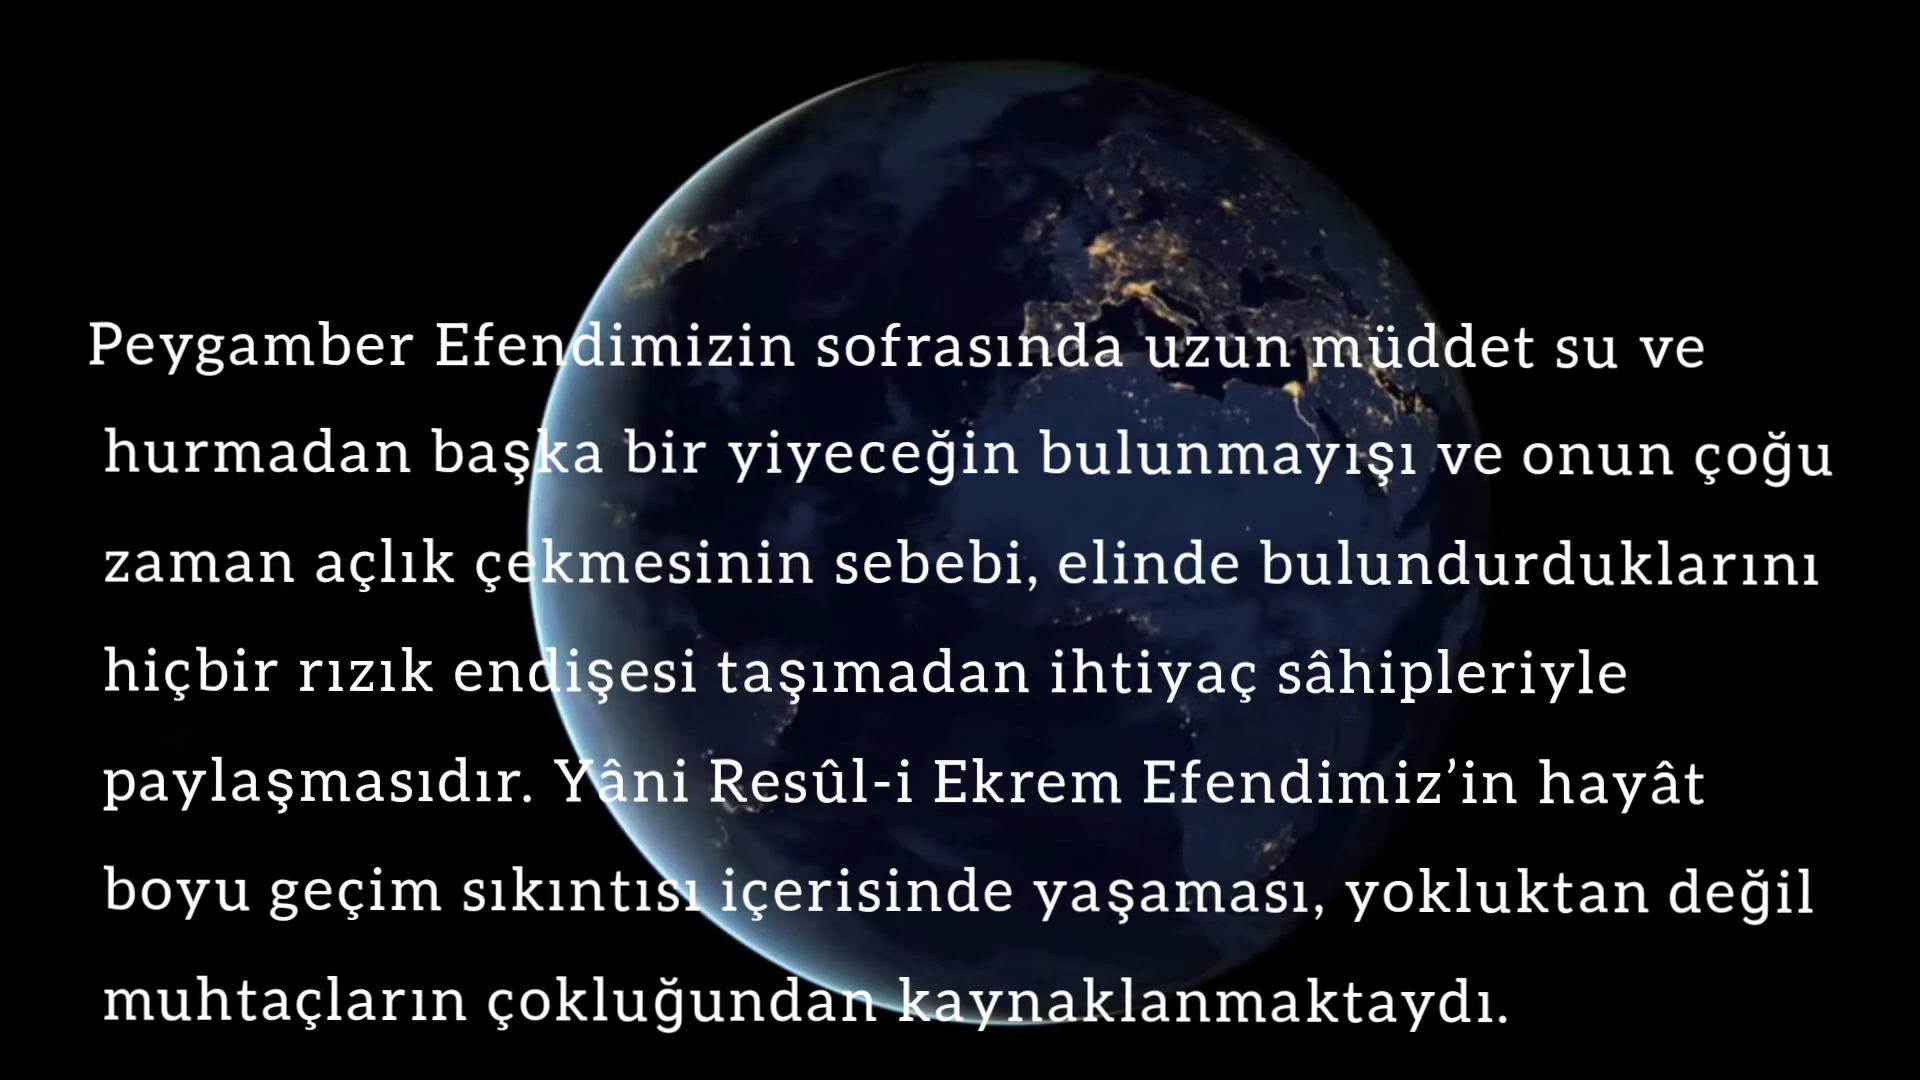 Peygamber Efendimizin sofrasında uzun müddet su ve
hurmadan başka bir yiyeceğin bulunmayışı ve onun çoğu
zaman açlık çekmesinin sebebi, elinde bulundurduklarını
hiçbir rızık endişesi taşımadan ihtiyaç sâhipleriyle
paylaşmasıdır. Yâni Resûl-i Ekrem Efendimiz’in hayât
boyu geçim sıkıntısı içerisinde yaşaması, yokluktan değil
muhtaçların çokluğundan kaynaklanmaktaydı.